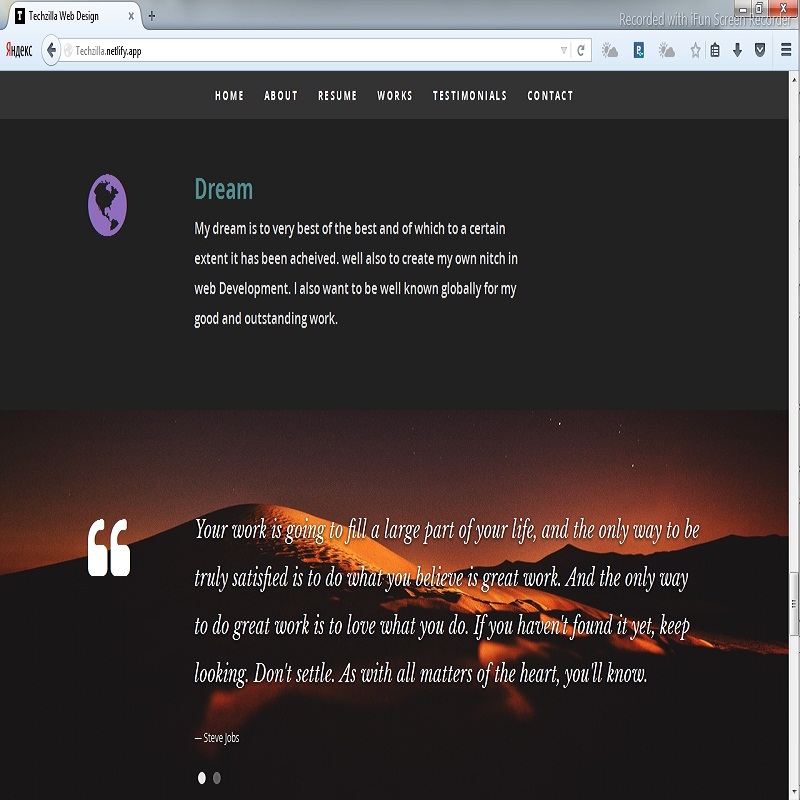 T Techzilla Web Design
Recorded with iFun Screen Recorder
Яндекс Techzilla.netlify.app
HOME ABOUT RESUME WORKS TESTIMONIALS CONTACT
Dream
My dream is to very best of the best and of which to a certain
extent it has been acheived. well also to create my own nitch in
web Development. I also want to be well known globally for my
good and outstanding work.
Your work is going to fill a large part of your life, and the only way to be
truly satisfied is to do what you believe is great work. And the only way
to do great work is to love what you do. If you haven't found it yet, keep
looking. Don't settle. As with all matters of the heart, you'll know.
— Steve Jobs